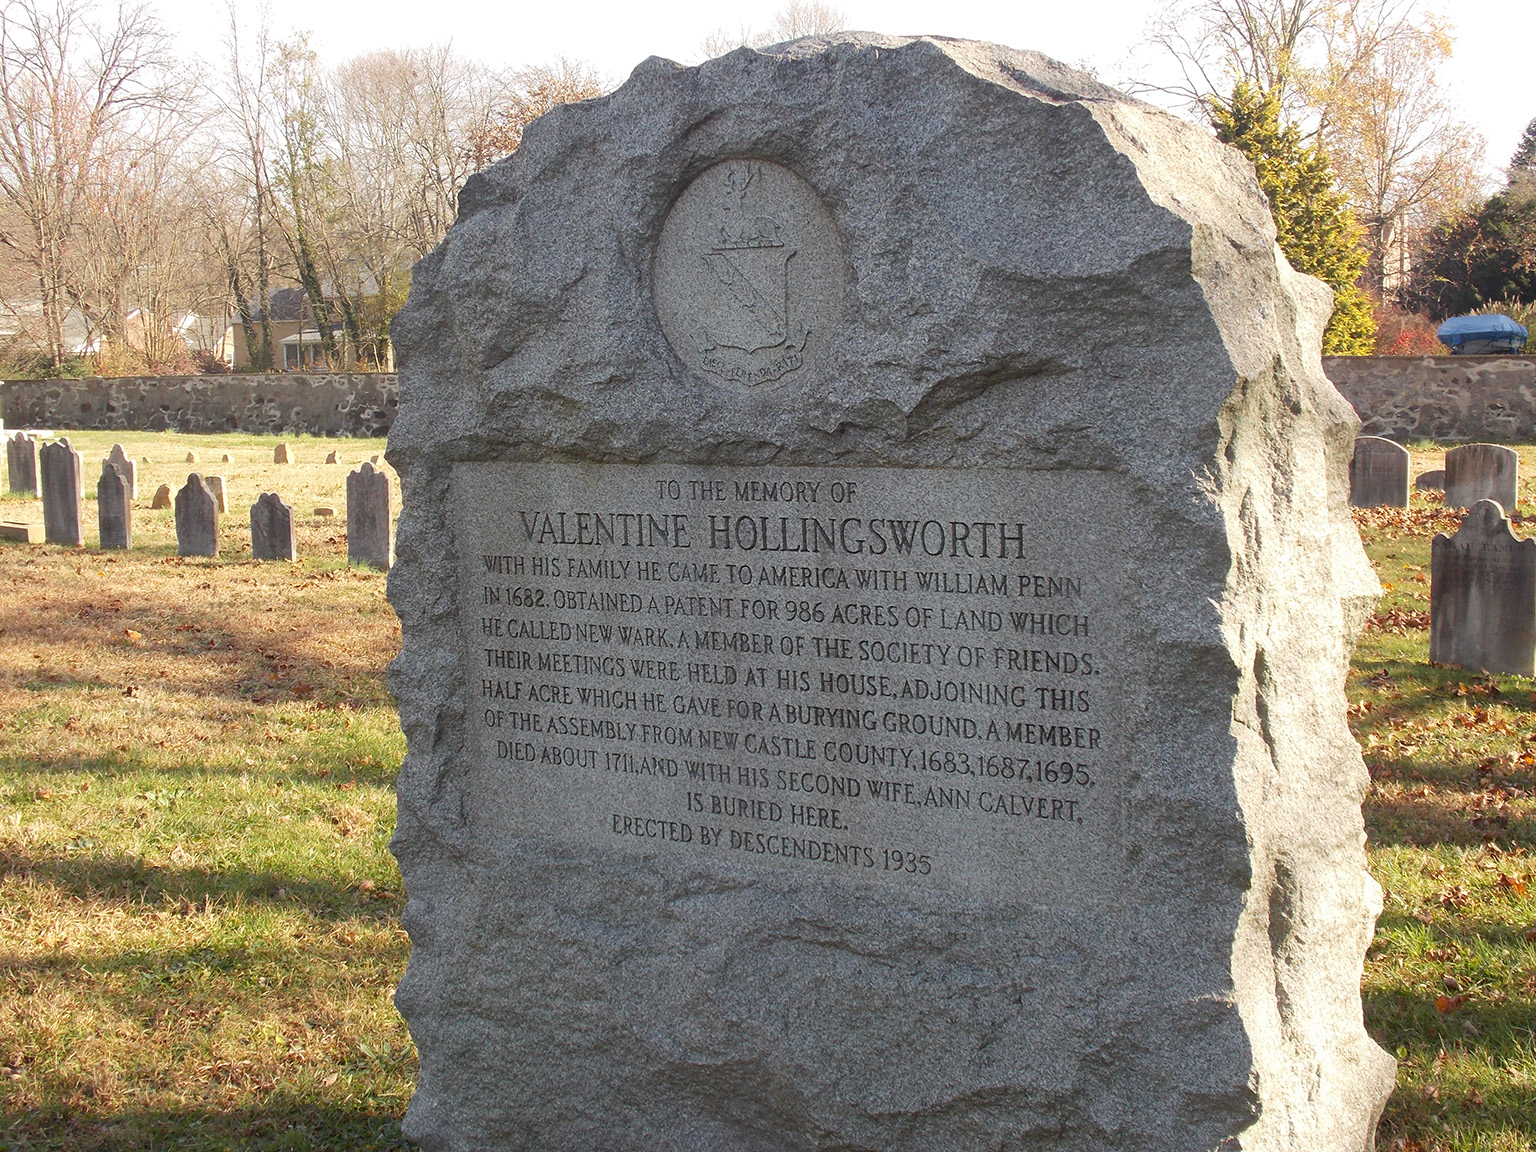 DISCE FERENDA PATI
TO THE MEMORY OF
VALENTINE HOLLINGSWORTH
WITH HIS FAMILY HE CAME TO AMERICA WITH WILLIAM PENN
IN 1682. OBTAINED A PATENT FOR 986 ACRES OF LAND WHICH
HE CALLED NEW WARK. A MEMBER OF THE SOCIETY OF FRIENDS.
THEIR MEETINGS WERE HELD AT HIS HOUSE, ADJOINING THIS
HALF ACRE WHICH HE GAVE FOR A BURYING GROUND. A MEMBER
OF THE ASSEMBLY FROM NEW CASTLE COUNTY, 1683, 1687, 1695.
DIED ABOUT 1711, AND WITH HIS SECOND WIFE, ANN CALVERT,
IS BURIED HERE.
ERECTED BY DESCENDENTS 1935